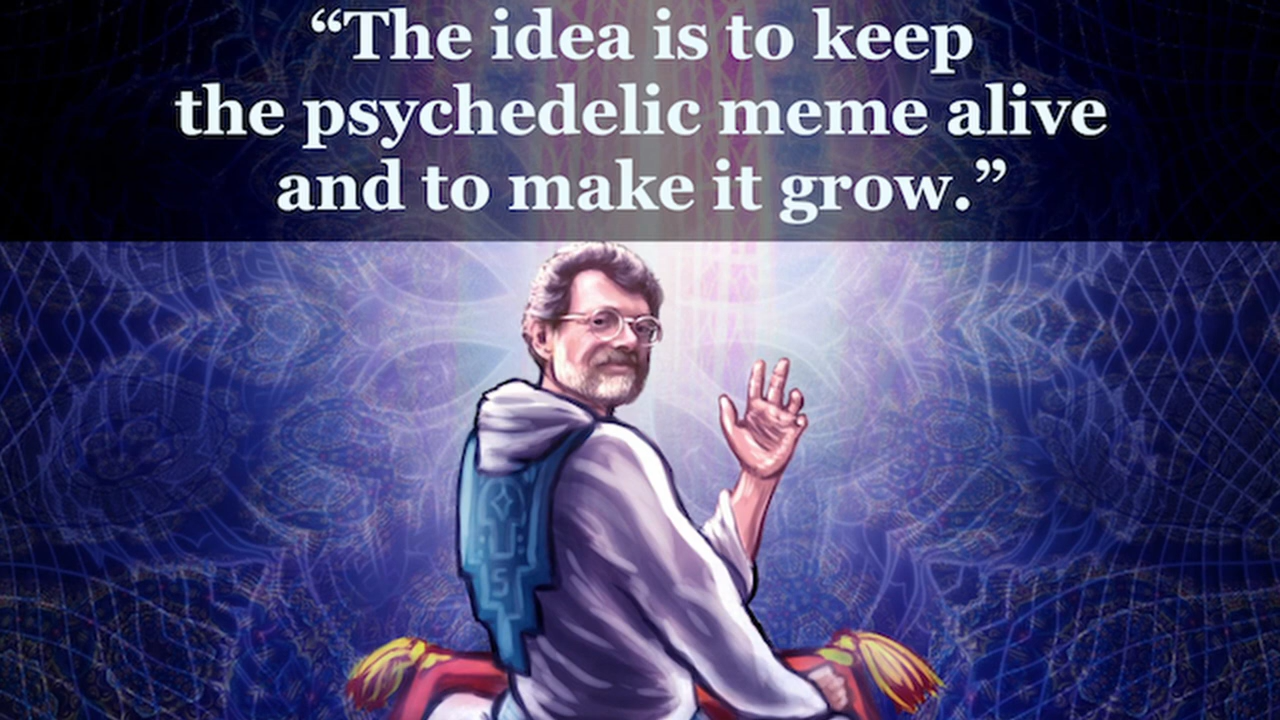 “The idea is to keep
the psychedelic meme alive
and to make it grow.”